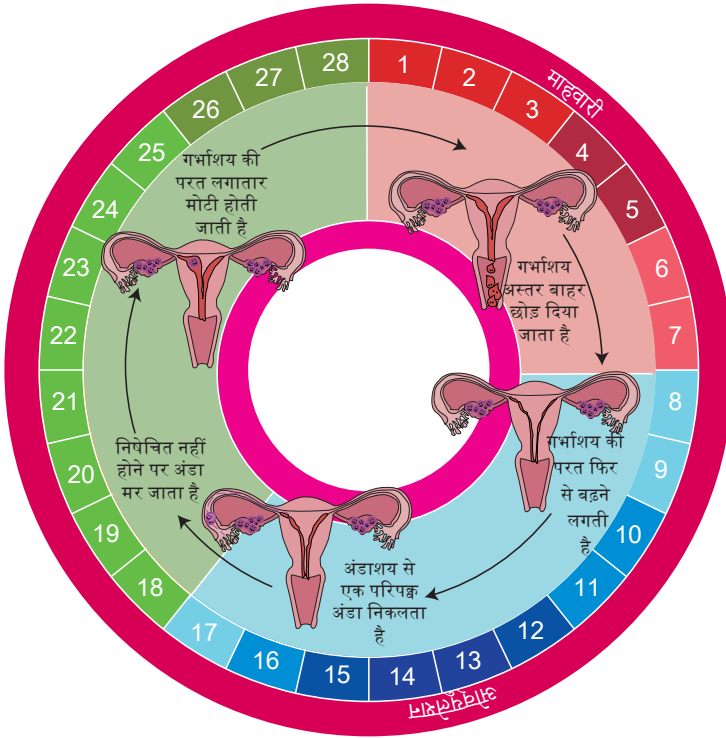 माहवारी
1
2
3
4
5
6
7
8
9
10
11
12
13
14
15
16
17
18
19
20
21
22
23
24
25
26
27
28
गर्भाशय
अस्तर बाहर
छोड़ दिया
जाता है
गर्भाशय की
परत फिर
से बढ़ने
लगती
है
अंडाशय से
एक परिपक्व
अंडा निकलता
है
निषेचित नहीं
होने पर अंडा
मर जाता है
गर्भाशय की
परत लगातार
मोटी होती
जाती है
ओव्यूलेशन